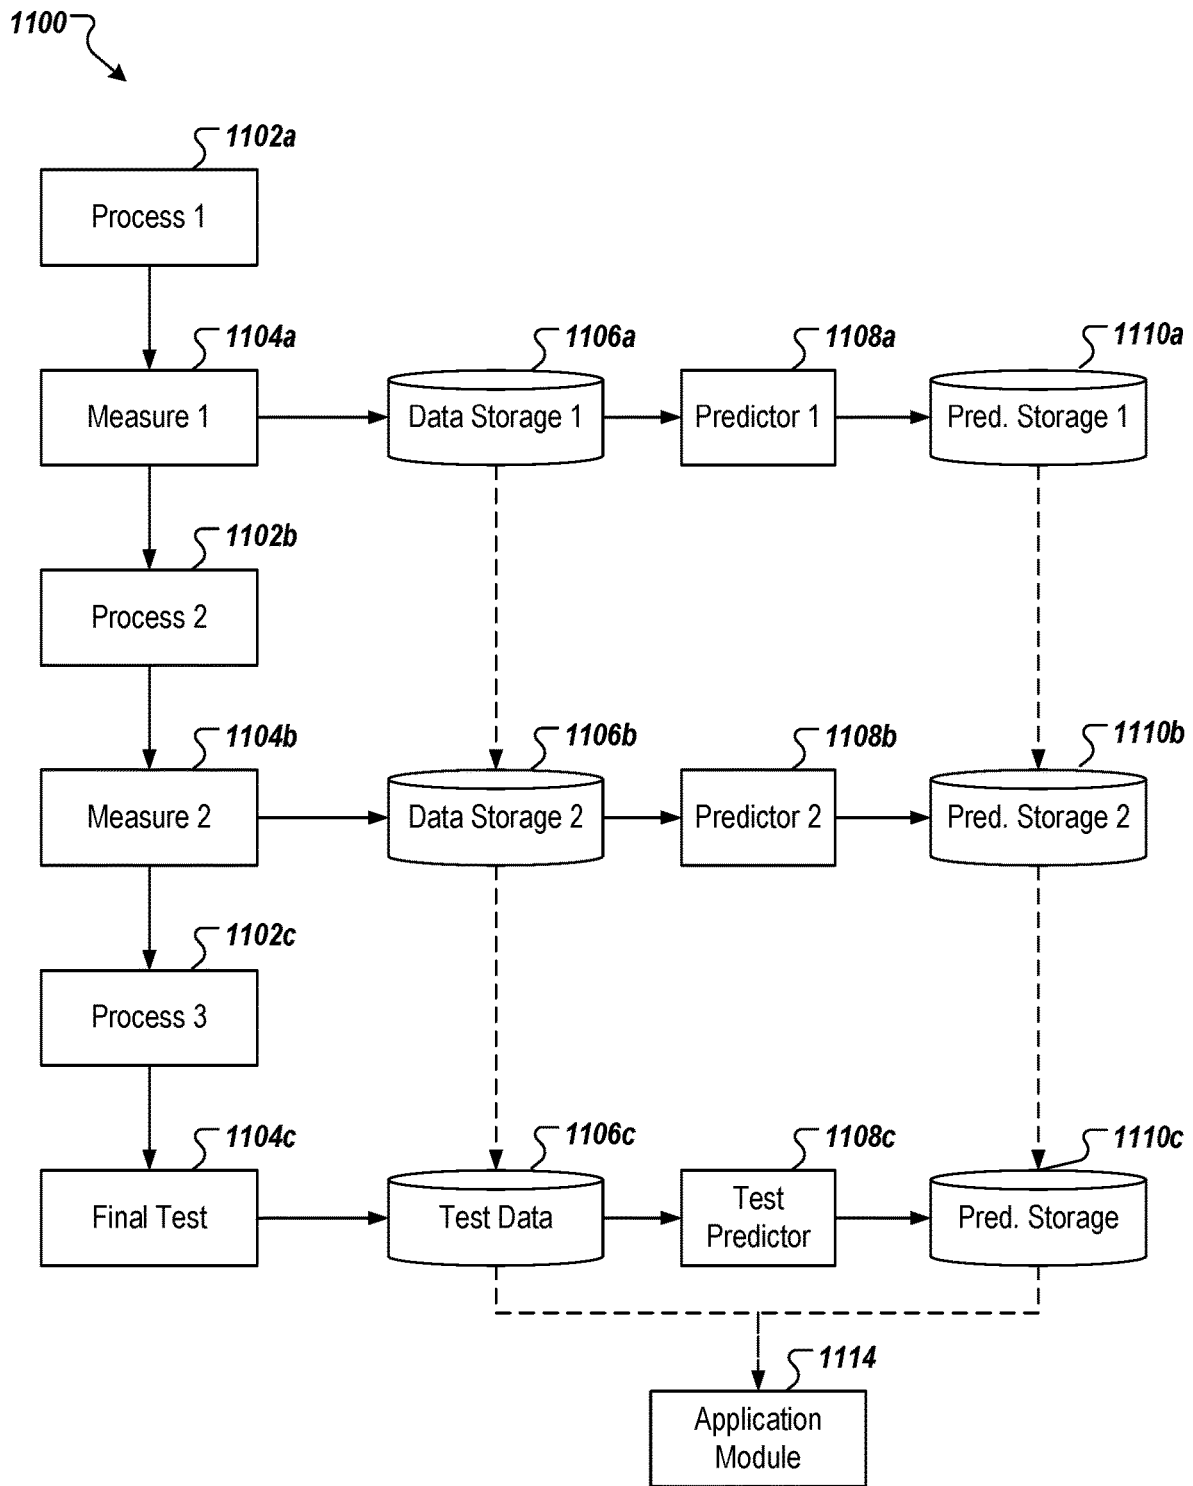 1100
1102a
Process 1
1104a
1106a
1108a
1110a
Measure 1
Data Storage 1
Predictor 1
Pred. Storage 1
1102b
Process 2
1104b
1106b
1108b
1110b
Measure 2
Data Storage 2
Predictor 2
Pred. Storage 2
1102c
Process 3
1104c
1106c
1108c
1110c
Final Test
Test Data
Test
Predictor
Pred. Storage
1114
Application
Module